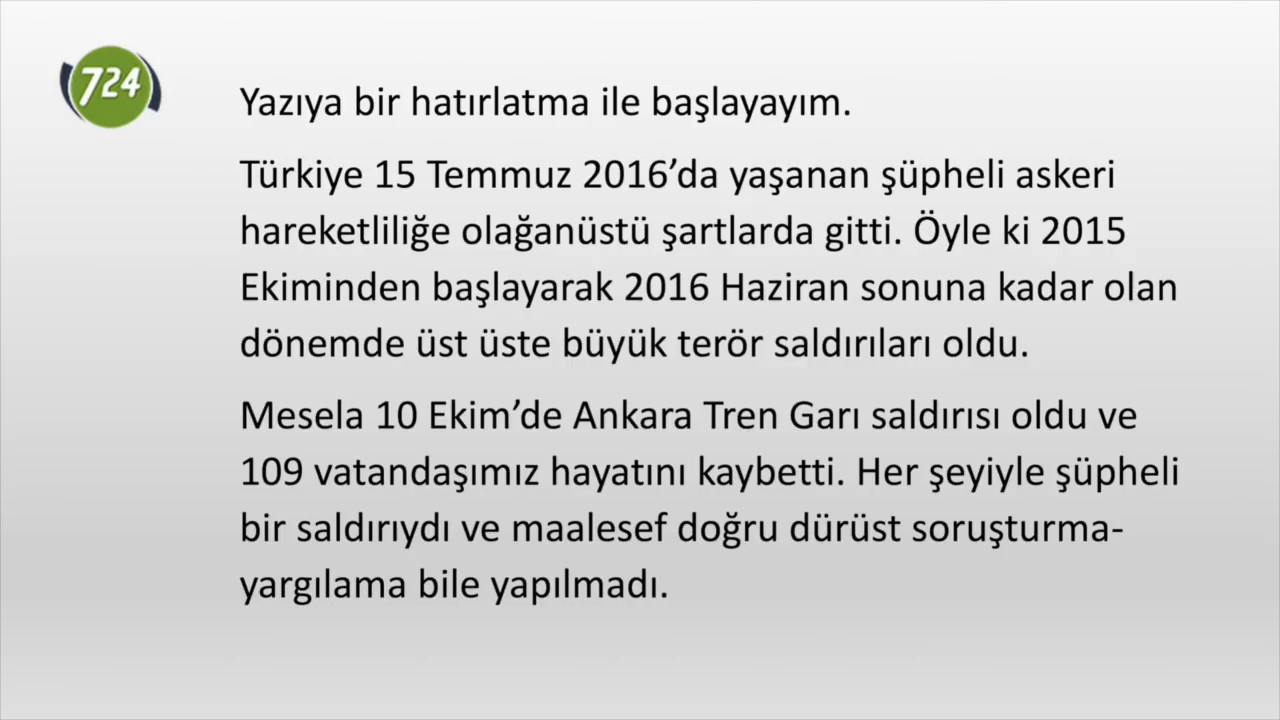 724
Yazıya bir hatırlatma ile başlayayım.
Türkiye 15 Temmuz 2016’da yaşanan şüpheli askeri
hareketliliğe olağanüstü şartlarda gitti. Öyle ki 2015
Ekiminden başlayarak 2016 Haziran sonuna kadar olan
dönemde üst üste büyük terör saldırıları oldu.
Mesela 10 Ekim’de Ankara Tren Garı saldırısı oldu ve
109 vatandaşımız hayatını kaybetti. Her şeyiyle şüpheli
bir saldırıydı ve maalesef doğru dürüst soruşturma-
yargılama bile yapılmadı.